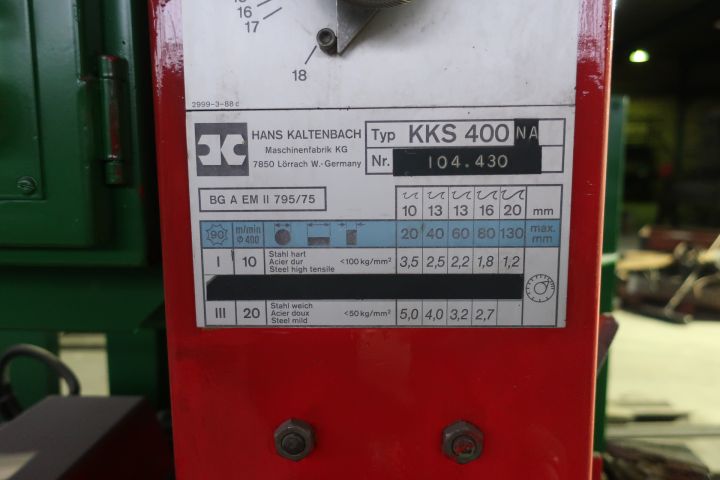 16
17
18
2999-3-88 c
HANS KALTENBACH
Maschinenfabrik KG
7850 Lörrach W.-Germany
Typ KKS 400 NA
Nr. 104.430
BG A EM II 795/75
10 13 13 16 20 mm
90 m/min Φ 400 20 40 60 80 130 max. mm
I 10 Stahl hart Acier dur Steel high tensile <100 kg/mm² 3,5 2,5 2,2 1,8 1,2
III 20 Stahl weich Acier doux Steel mild <50 kg/mm² 5,0 4,0 3,2 2,7